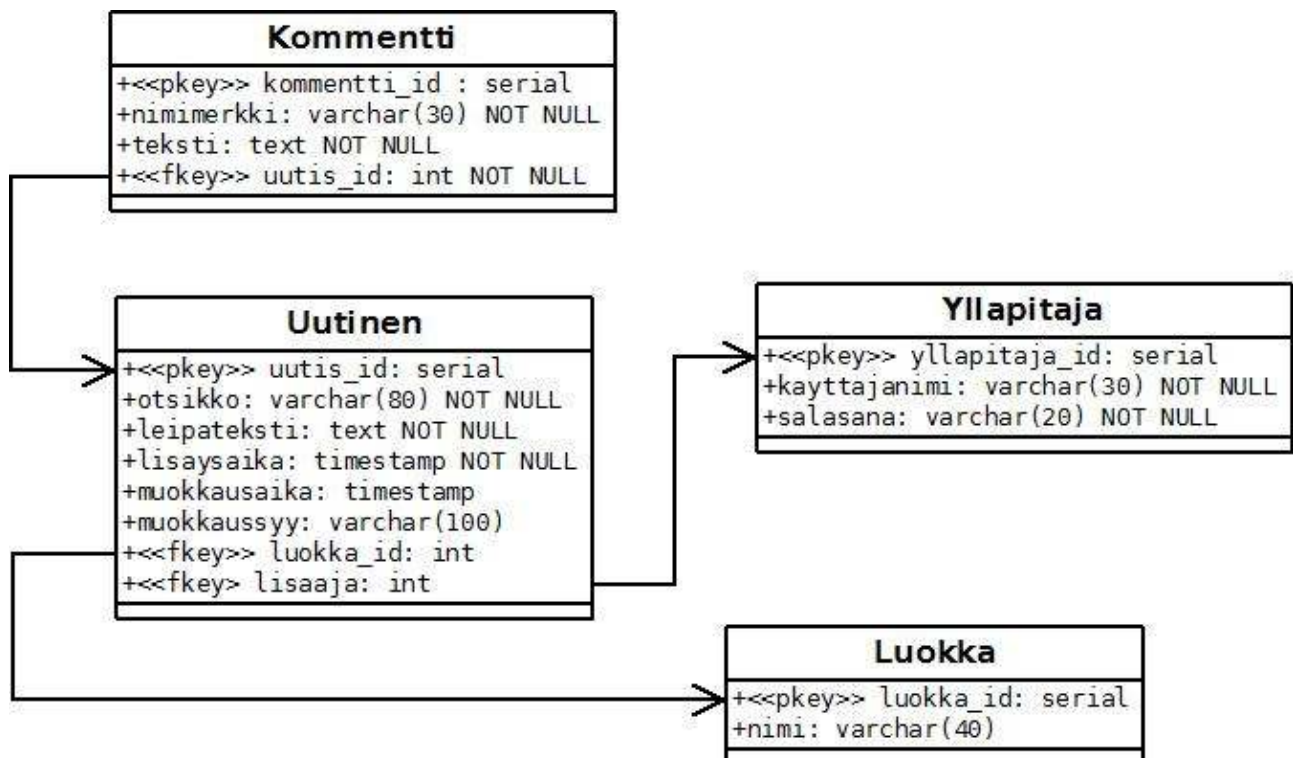 Kommentti
+<<pkey>> kommentti_id : serial
+nimimerkki: varchar(30) NOT NULL
+teksti: text NOT NULL
+<<fkey>> uutis_id: int NOT NULL
Uutinen
+<<pkey>> uutis_id: serial
+otsikko: varchar(80) NOT NULL
+leipateksti: text NOT NULL
+lisaysaika: timestamp NOT NULL
+muokkausaika: timestamp
+muokkaussyy: varchar(100)
+<<fkey>> luokka_id: int
+<<fkey> lisaaja: int
Yllapitaja
+<<pkey>> yllapitaja_id: serial
+kayttajanimi: varchar(30) NOT NULL
+salasana: varchar(20) NOT NULL
Luokka
+<<pkey>> luokka_id: serial
+nimi: varchar(40)